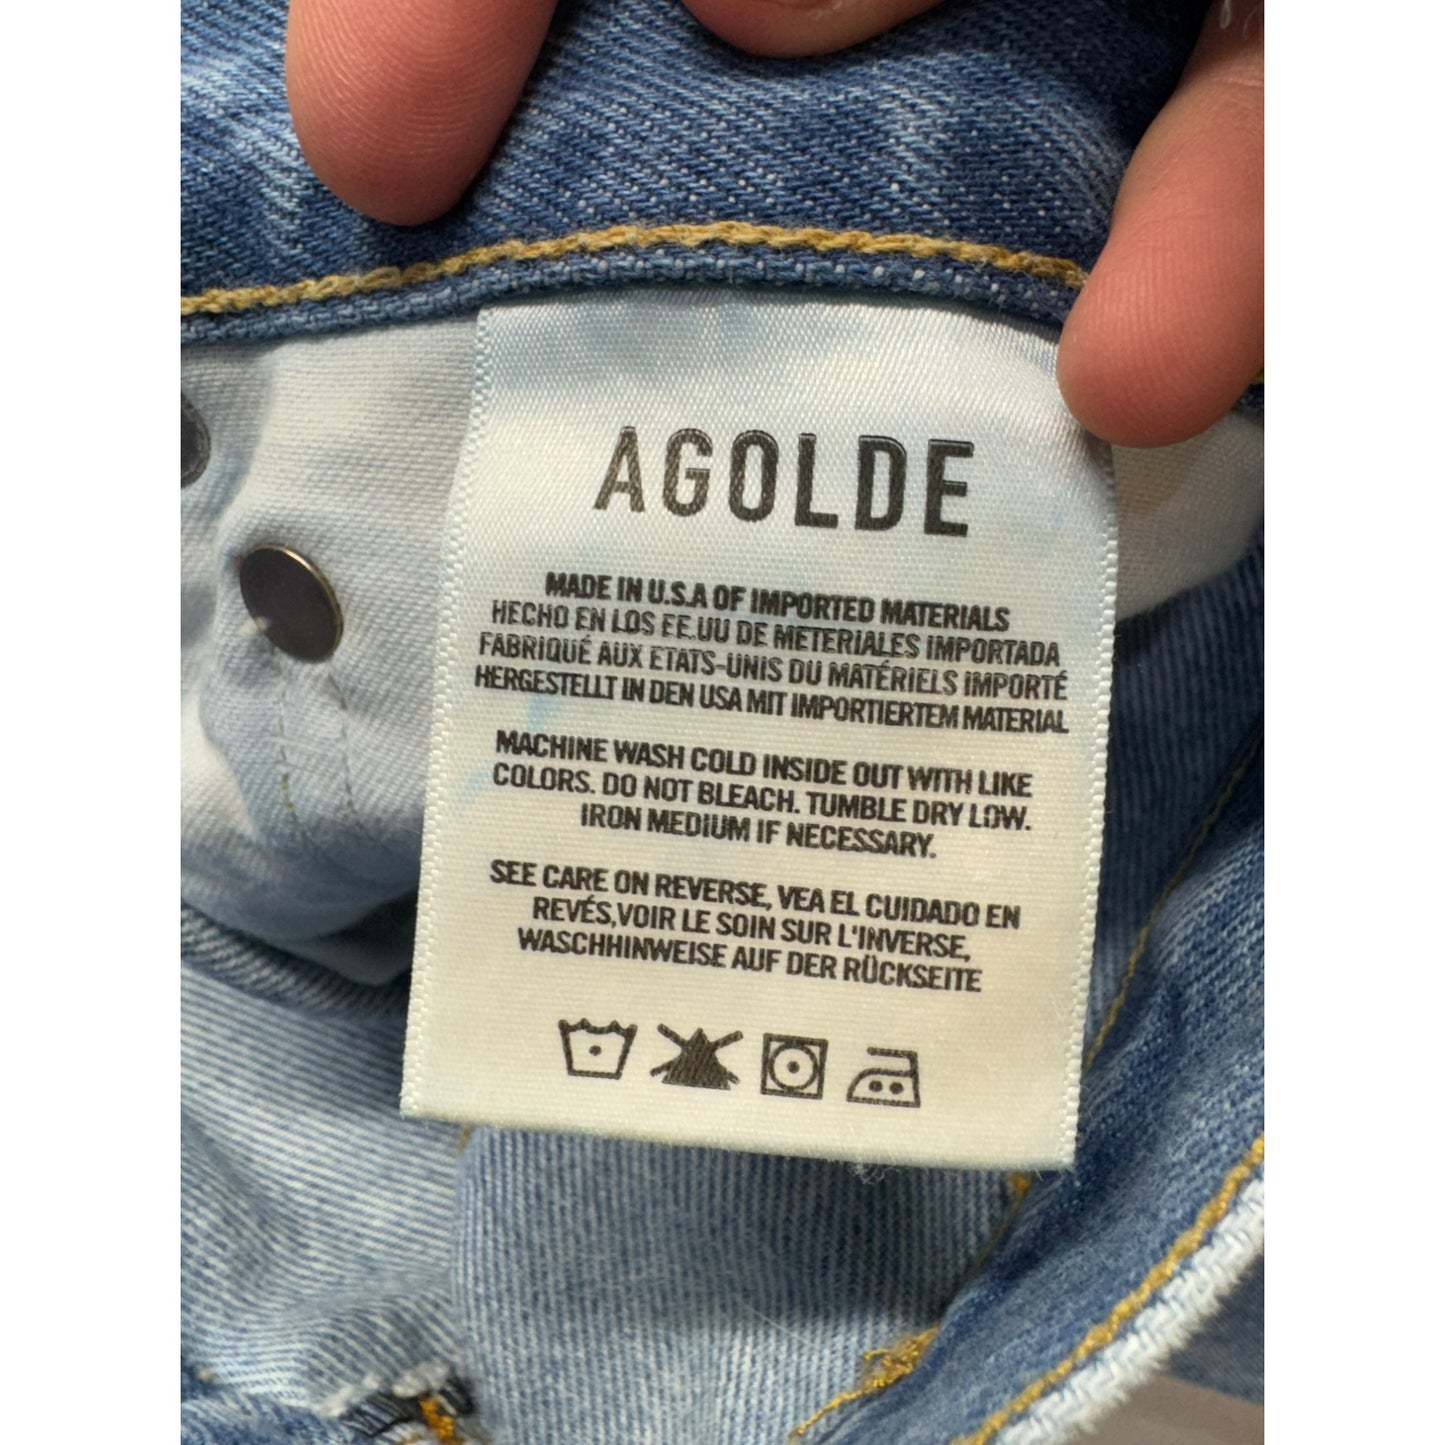 AGOLDE
MADE IN U.S.A OF IMPORTED MATERIALS
HECHO EN LOS EE.UU DE METERIALES IMPORTADA
FABRIQUÉ AUX ETATS-UNIS DU MATÉRIELS IMPORTÉ
HERGESTELLT IN DEN USA MIT IMPORTIERTEM MATERIAL
MACHINE WASH COLD INSIDE OUT WITH LIKE
COLORS. DO NOT BLEACH. TUMBLE DRY LOW.
IRON MEDIUM IF NECESSARY.
SEE CARE ON REVERSE, VEA EL CUIDADO EN
REVÉS,VOIR LE SOIN SUR L'INVERSE,
WASCHHINWEISE AUF DER RÜCKSEITE